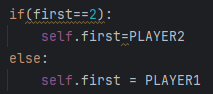 if(first==2):
    self.first=PLAYER2
else:
    self.first = PLAYER1